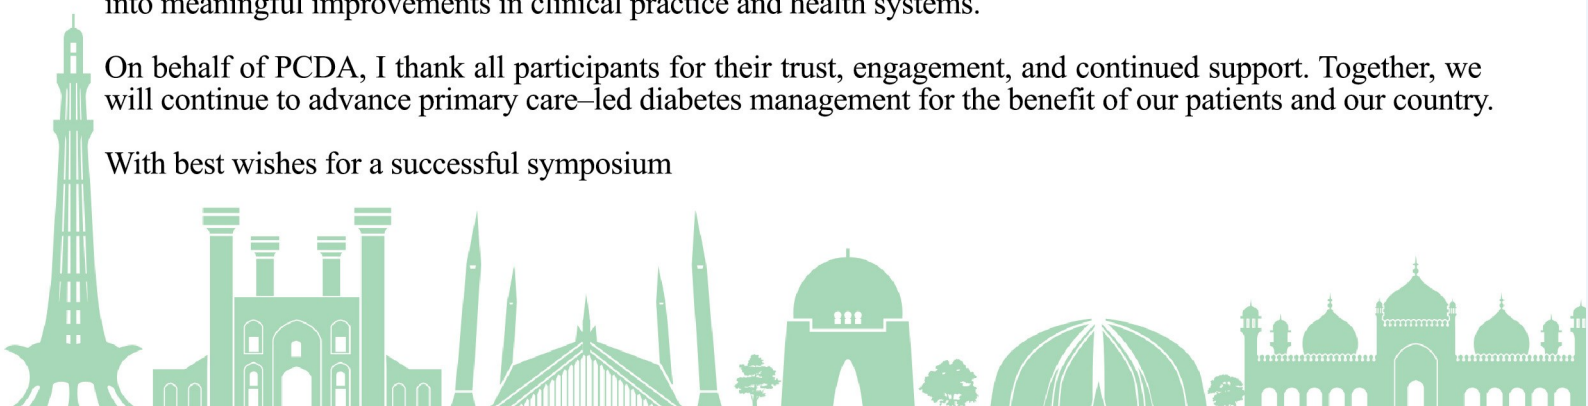 into meaningful improvements in clinical practice and health systems.
On behalf of PCDA, I thank all participants for their trust, engagement, and continued support. Together, we
will continue to advance primary care–led diabetes management for the benefit of our patients and our country.
With best wishes for a successful symposium